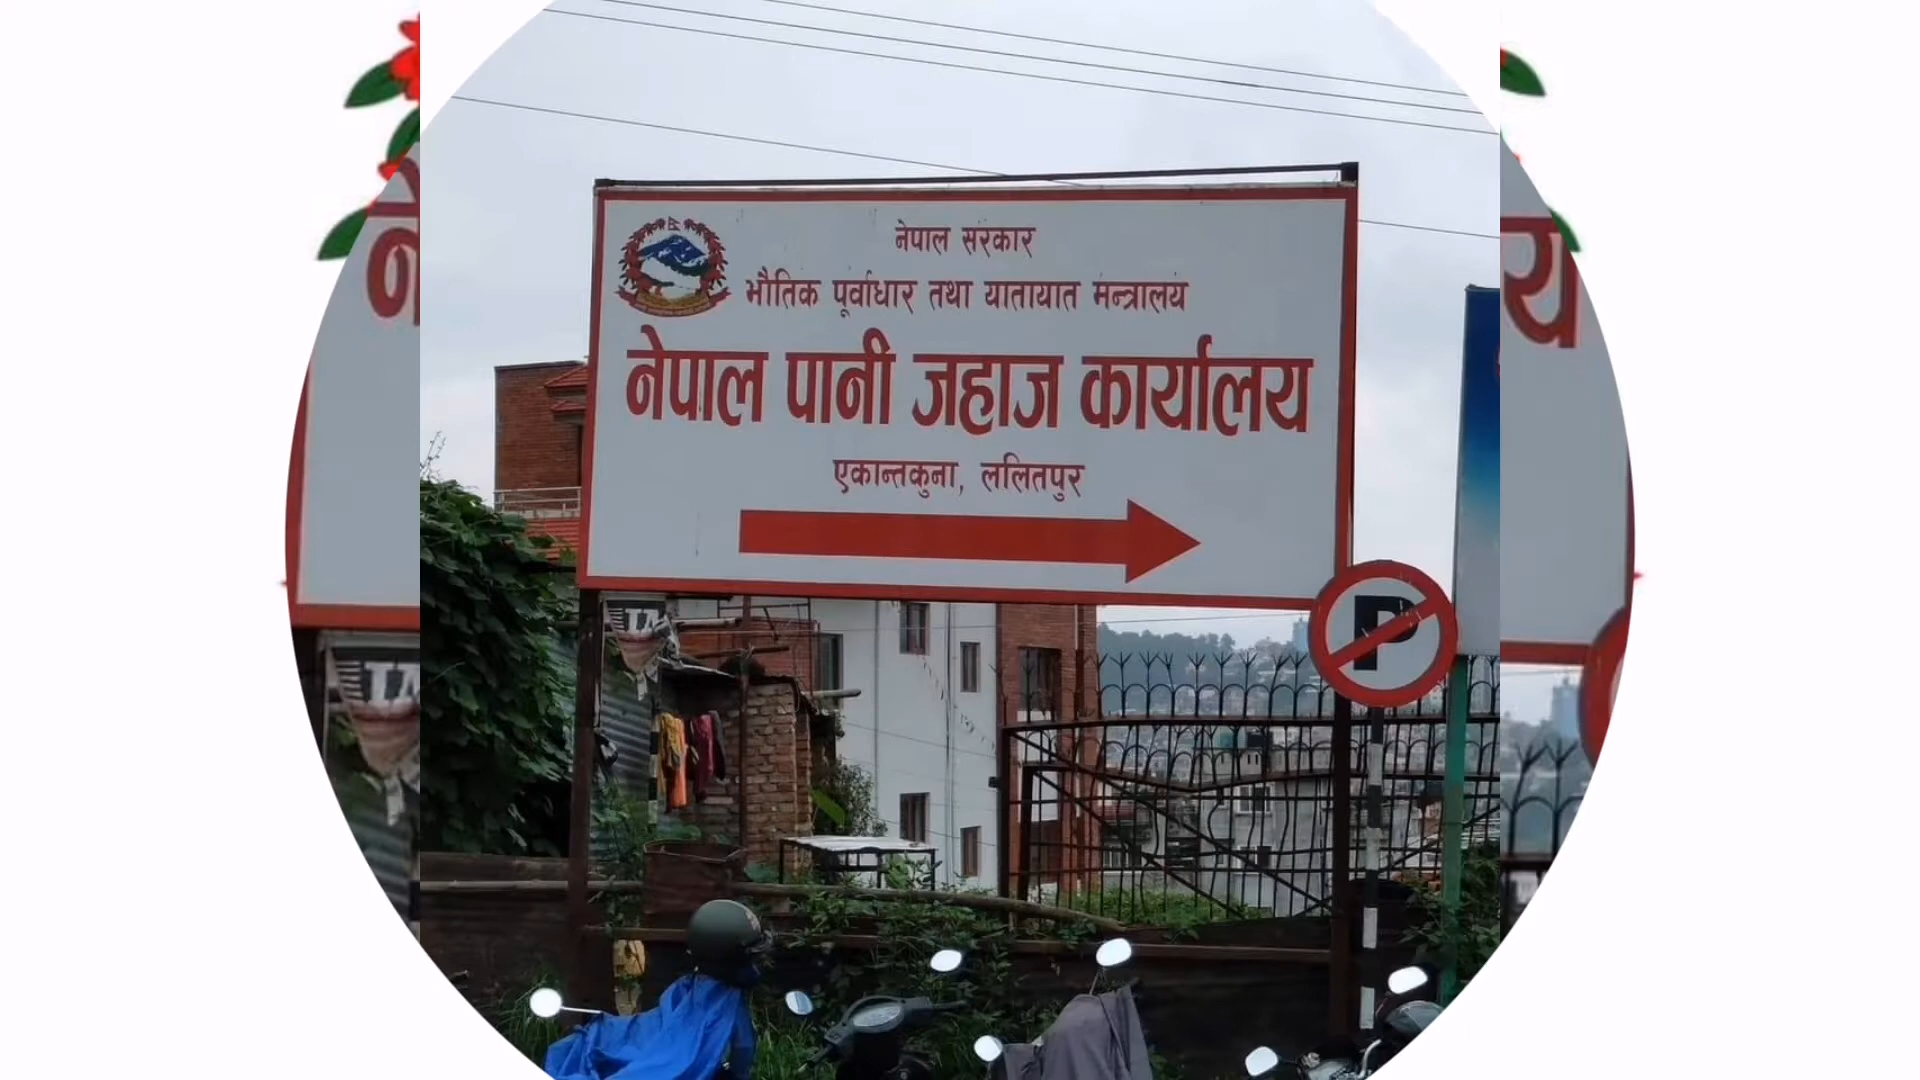 नेपाल सरकार
भौतिक पूर्वाधार तथा यातायात मन्त्रालय
नेपाल पानी जहाज कार्यालय
एकान्तकुना, ललितपुर
P